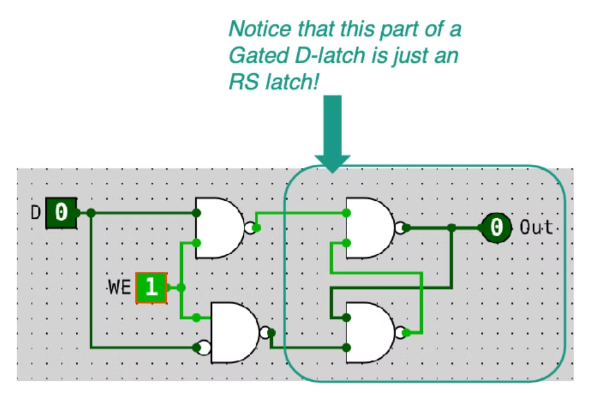 Notice that this part of a
Gated D-latch is just an
RS latch!
D 0
0 Out
WE 1